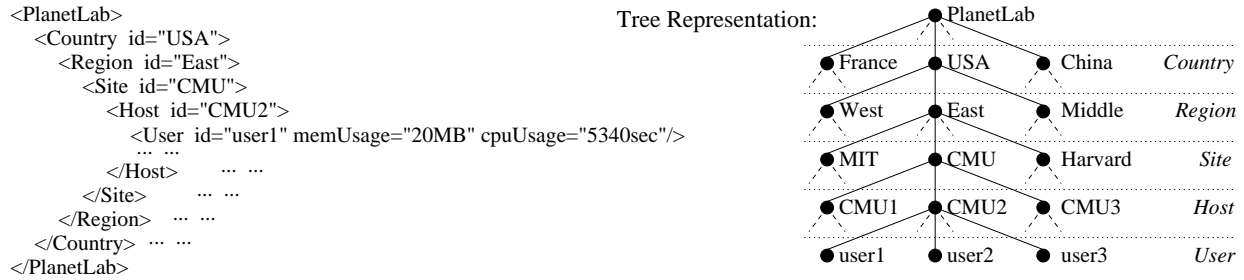 <PlanetLab>
<Country id="USA">
<Region id="East">
<Site id="CMU">
<Host id="CMU2">
<User id="user1" memUsage="20MB" cpuUsage="5340sec"/>
... ...
</Host> ... ...
</Site> ... ...
</Region> ... ...
</Country> ... ...
</PlanetLab>
Tree Representation:
PlanetLab
France USA China Country
West East Middle Region
MIT CMU Harvard Site
CMU1 CMU2 CMU3 Host
user1 user2 user3 User